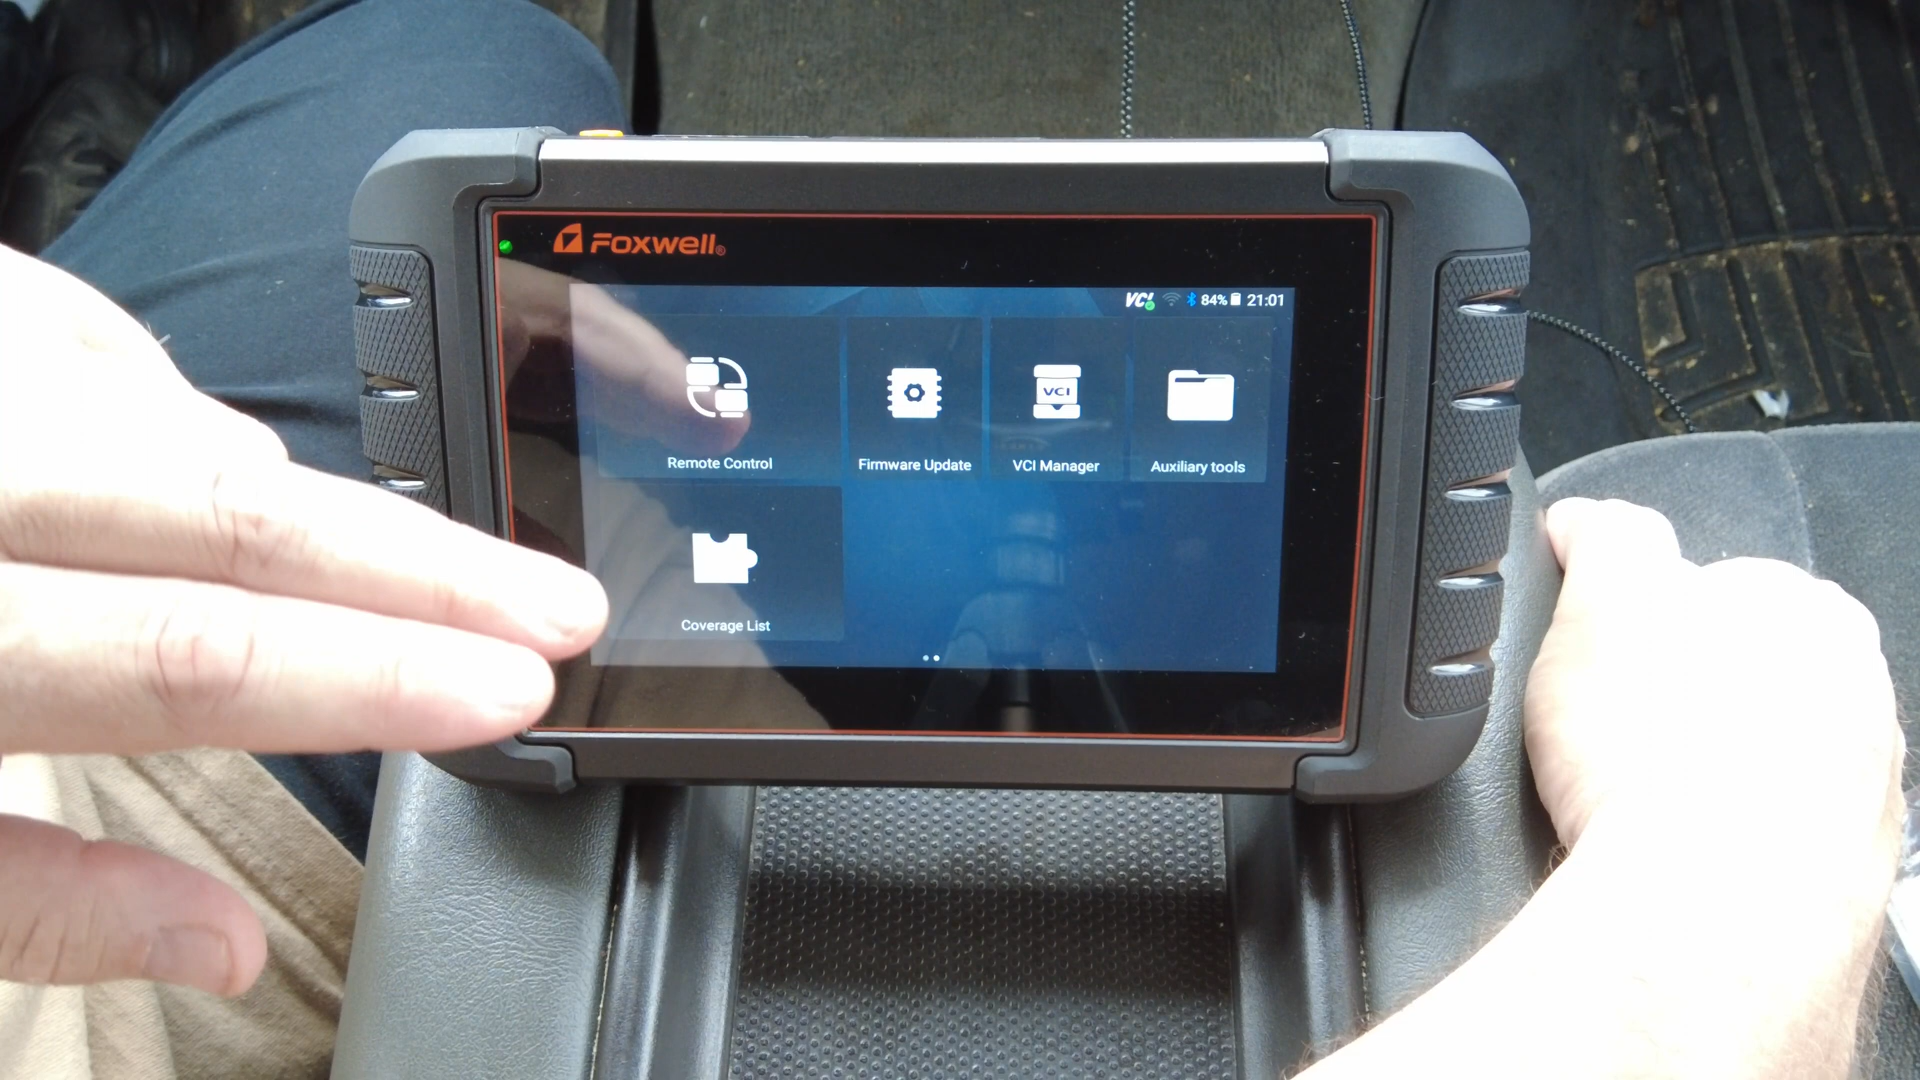 Foxwell®
VCI 84% 21:01
VCI
Remote Control Firmware Update VCI Manager Auxiliary tools
Coverage List